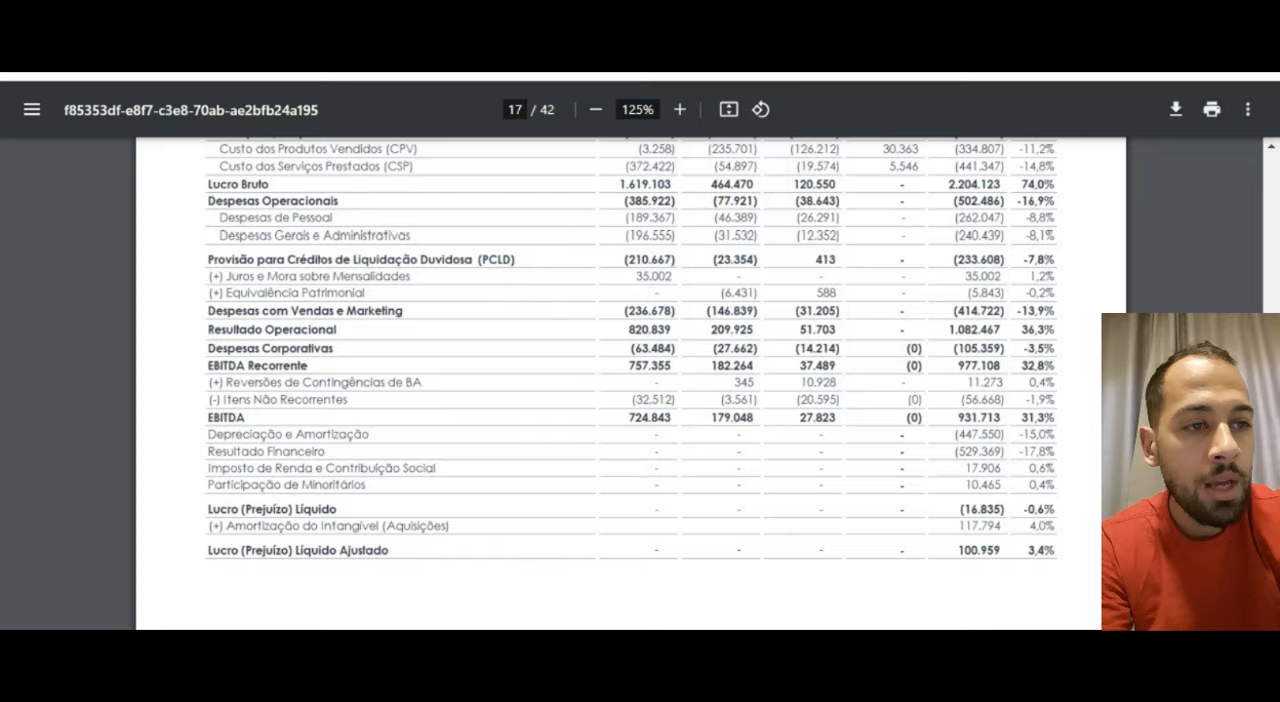 f85353df-e8f7-c3e8-70ab-ae2bfb24a195 17 / 42 125%
Custo dos Produtos Vendidos (CPV) (3.258) (235.701) (126.212) 30.363 (334.807) -11,2%
Custo dos Serviços Prestados (CSP) (372.422) (54.897) (19.574) 5.546 (441.347) -14,8%
Lucro Bruto 1.619.103 464.470 120.550 - 2.204.123 74,0%
Despesas Operacionais (385.922) (77.921) (38.643) - (502.486) -16,9%
Despesas de Pessoal (189.367) (46.389) (26.291) - (262.047) -8,8%
Despesas Gerais e Administrativas (196.555) (31.532) (12.352) - (240.439) -8,1%
Provisão para Créditos de Liquidação Duvidosa (PCLD) (210.667) (23.354) 413 - (233.608) -7,8%
(+) Juros e Mora sobre Mensalidades 35.002 - - - 35.002 1,2%
(+) Equivalência Patrimonial - (6.431) 588 - (5.843) -0,2%
Despesas com Vendas e Marketing (236.678) (146.839) (31.205) - (414.722) -13,9%
Resultado Operacional 820.839 209.925 51.703 - 1.082.467 36,3%
Despesas Corporativas (63.484) (27.662) (14.214) (0) (105.359) -3,5%
EBITDA Recorrente 757.355 182.264 37.489 (0) 977.108 32,8%
(+) Reversões de Contingências de BA - 345 10.928 - 11.273 0,4%
(-) Itens Não Recorrentes (32.512) (3.561) (20.595) (0) (56.668) -1,9%
EBITDA 724.843 179.048 27.823 (0) 931.713 31,3%
Depreciação e Amortização - - - - (447.550) -15,0%
Resultado Financeiro - - - - (529.369) -17,8%
Imposto de Renda e Contribuição Social - - - - 17.906 0,6%
Participação de Minoritários - - - - 10.465 0,4%
Lucro (Prejuízo) Líquido - - - - (16.835) -0,6%
(+) Amortização do Intangível (Aquisições) 117.794 4,0%
Lucro (Prejuízo) Líquido Ajustado - - - - 100.959 3,4%